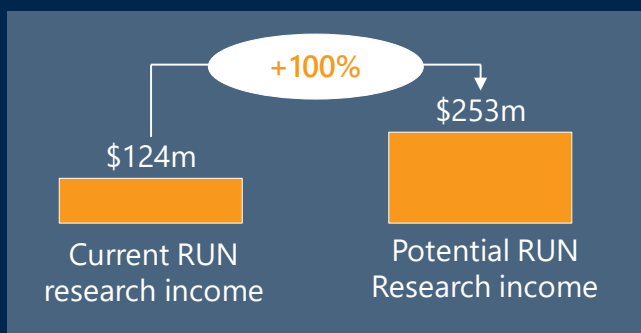 +100%
$124m
$253m
Current RUN
research income
Potential RUN
Research income